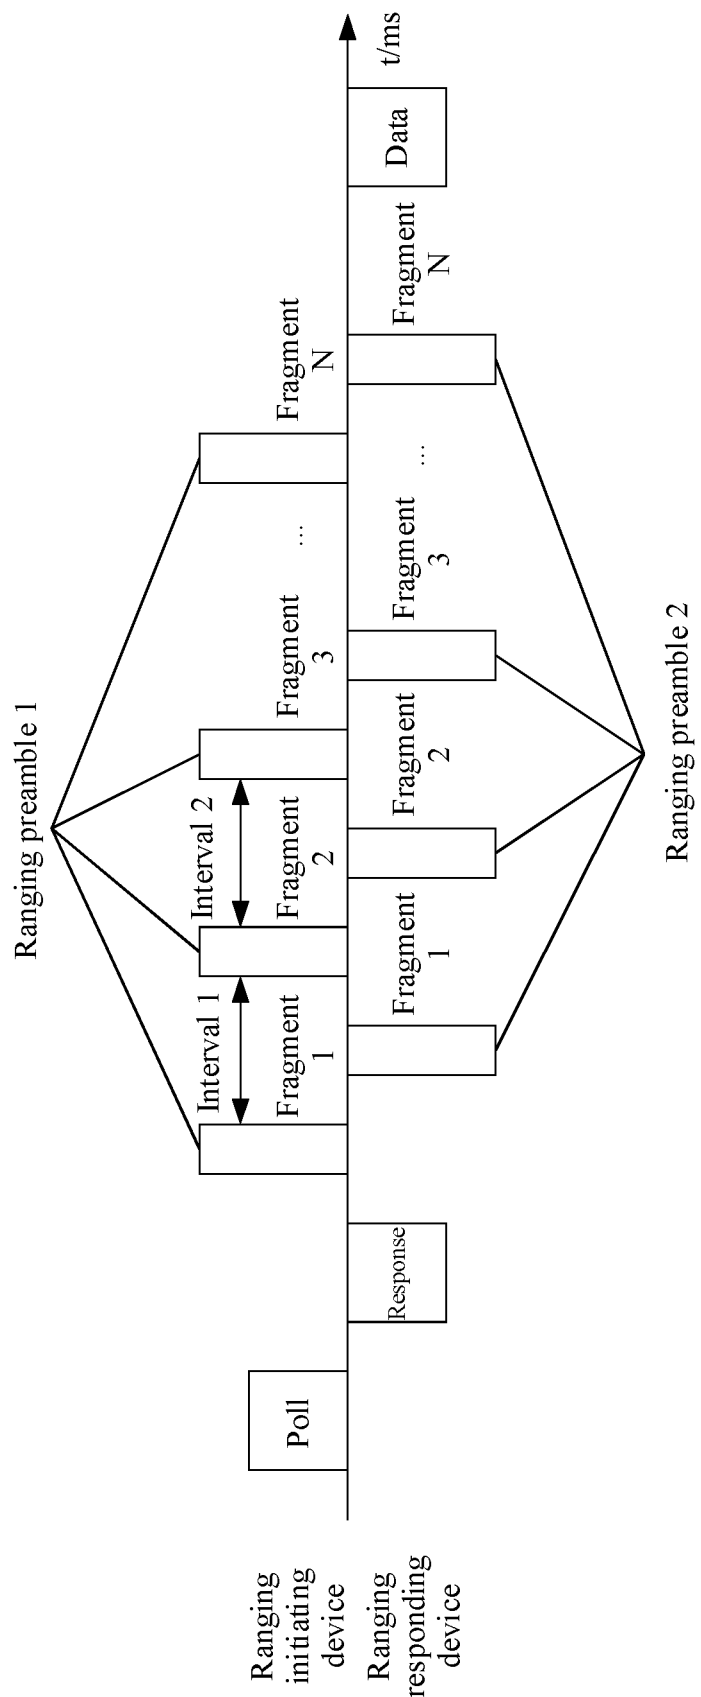 Ranging preamble 1
Interval 1
Interval 2
Fragment
1
Fragment
2
Fragment
3
...
Fragment
N
Ranging
initiating
device
Poll
t/ms
Ranging
responding
device
Response
Data
Fragment
1
Fragment
2
Fragment
3
...
Fragment
N
Ranging preamble 2